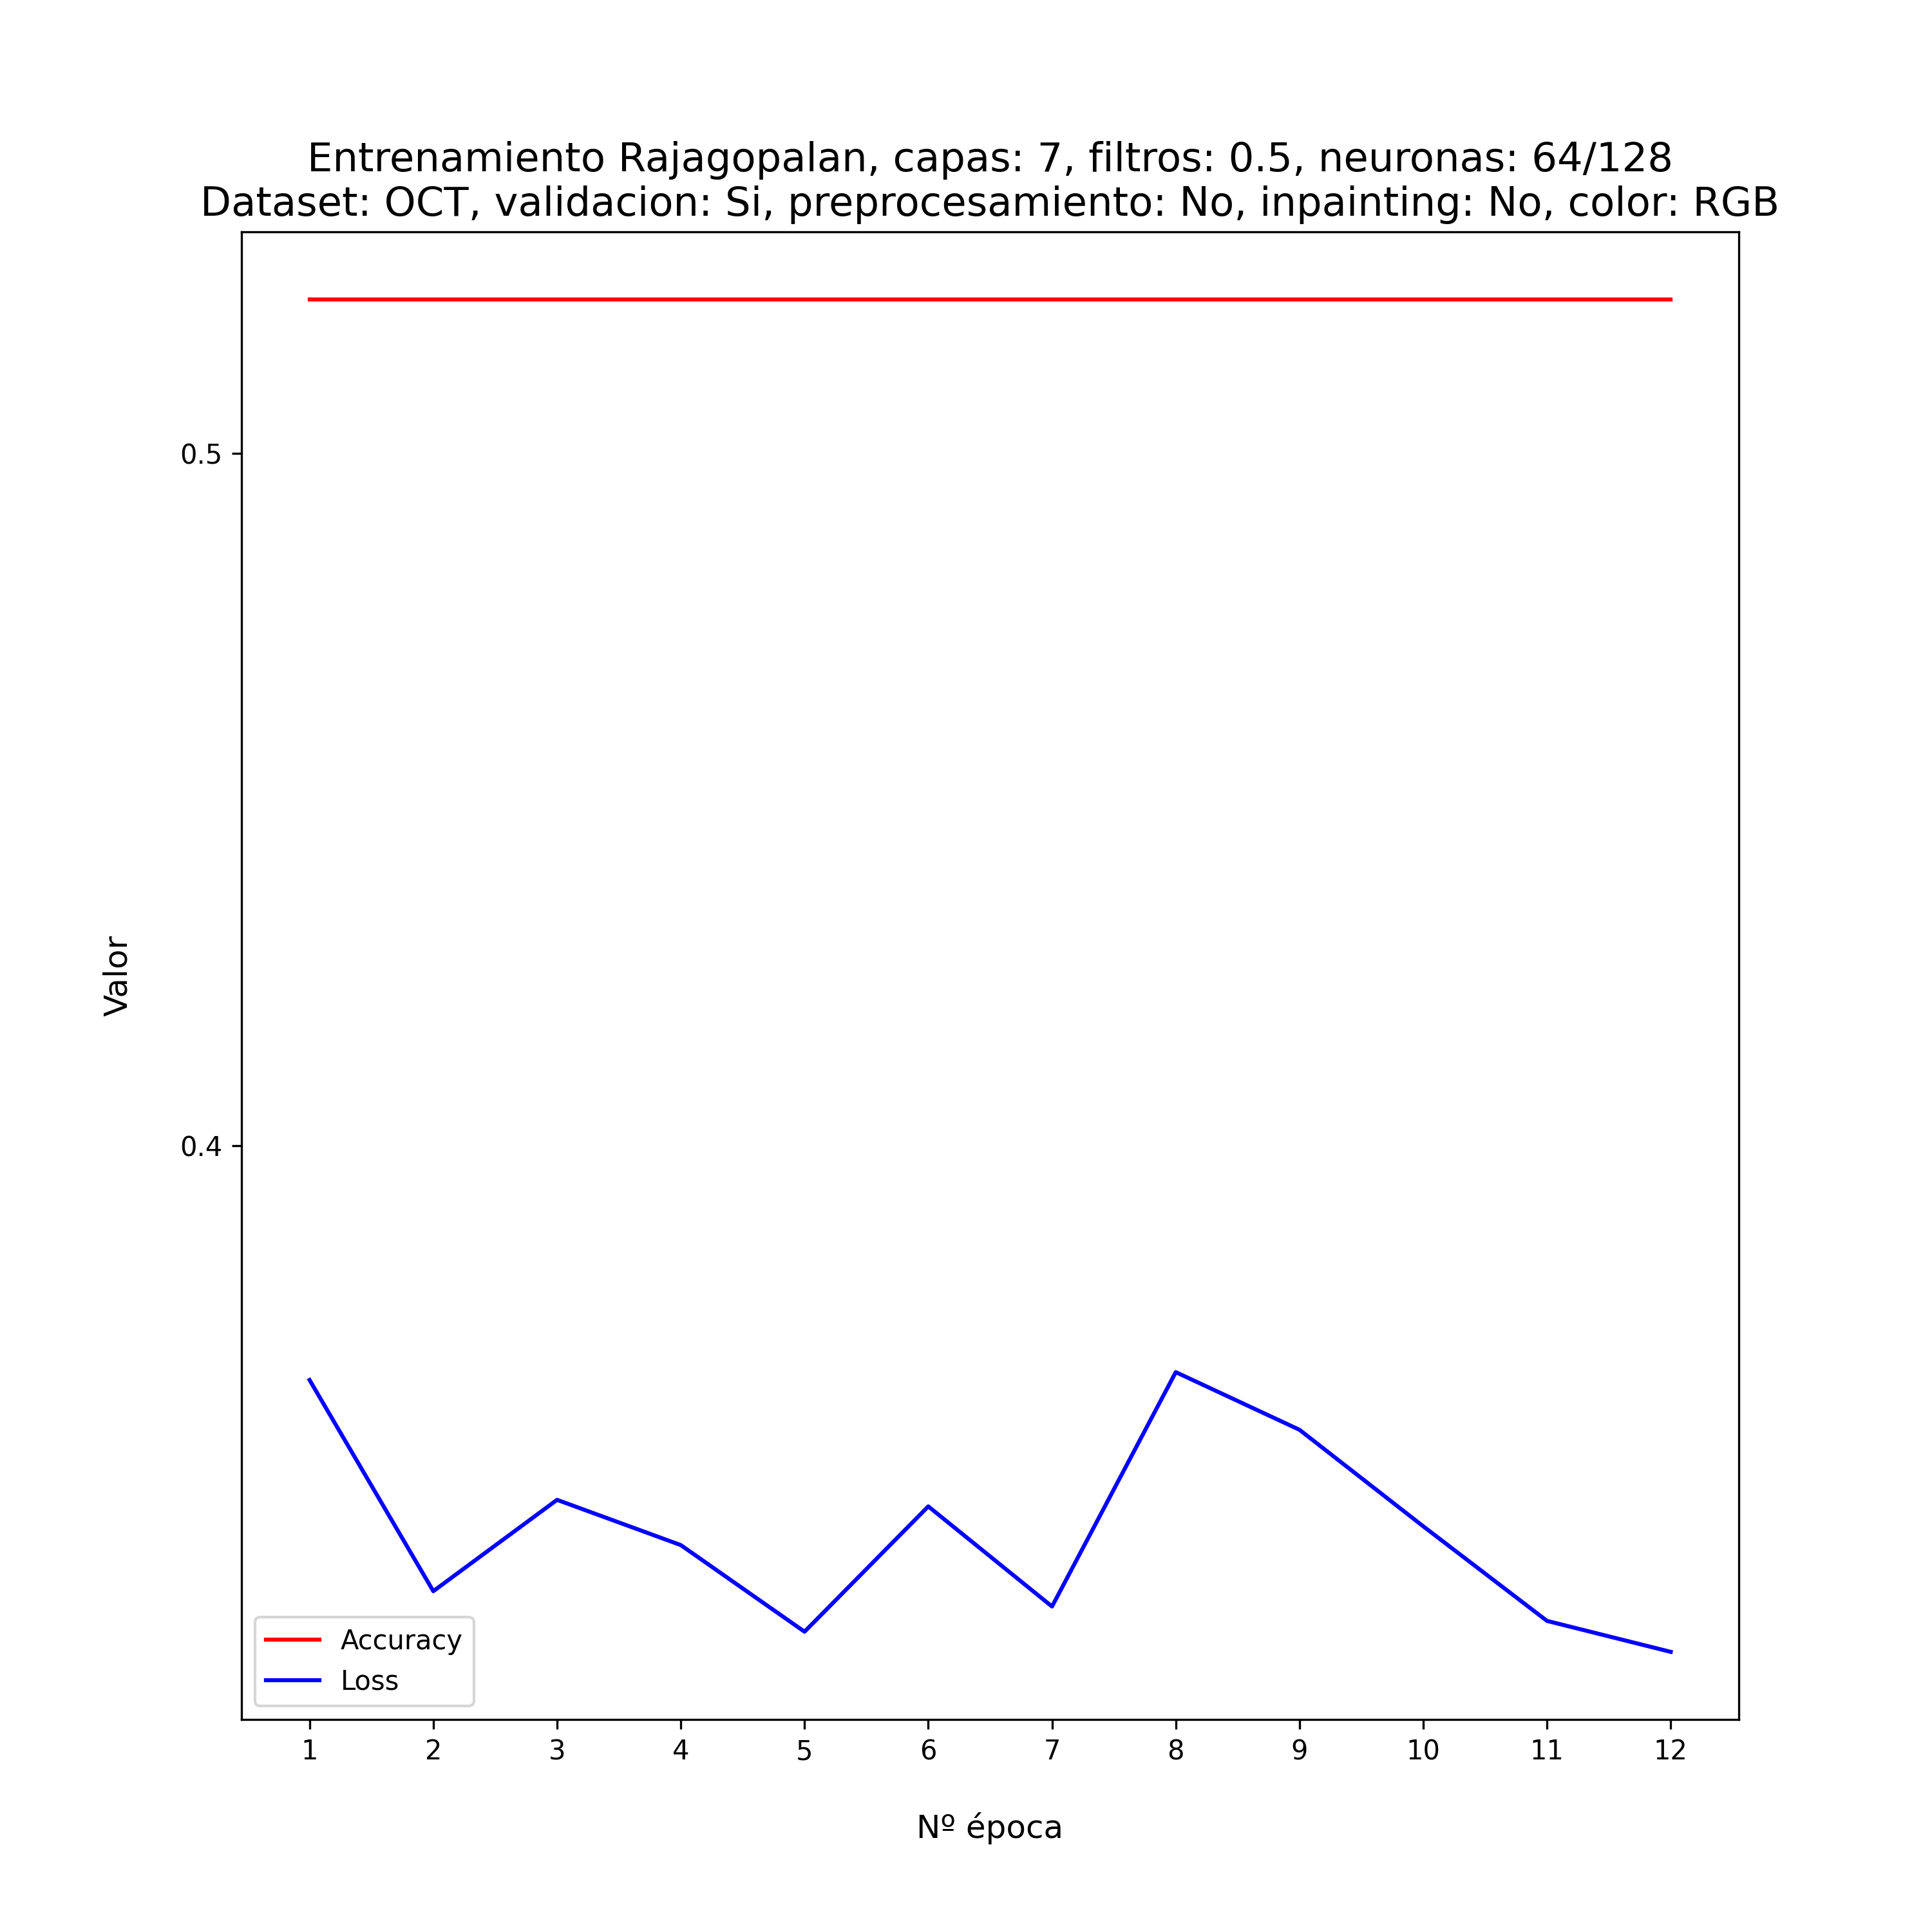 Entrenamiento Rajagopalan, capas: 7, filtros: 0.5, neuronas: 64/128
Dataset: OCT, validacion: Si, preprocesamiento: No, inpainting: No, color: RGB
0.5
0.4
Valor
Accuracy
Loss
1 2 3 4 5 6 7 8 9 10 11 12
Nº época